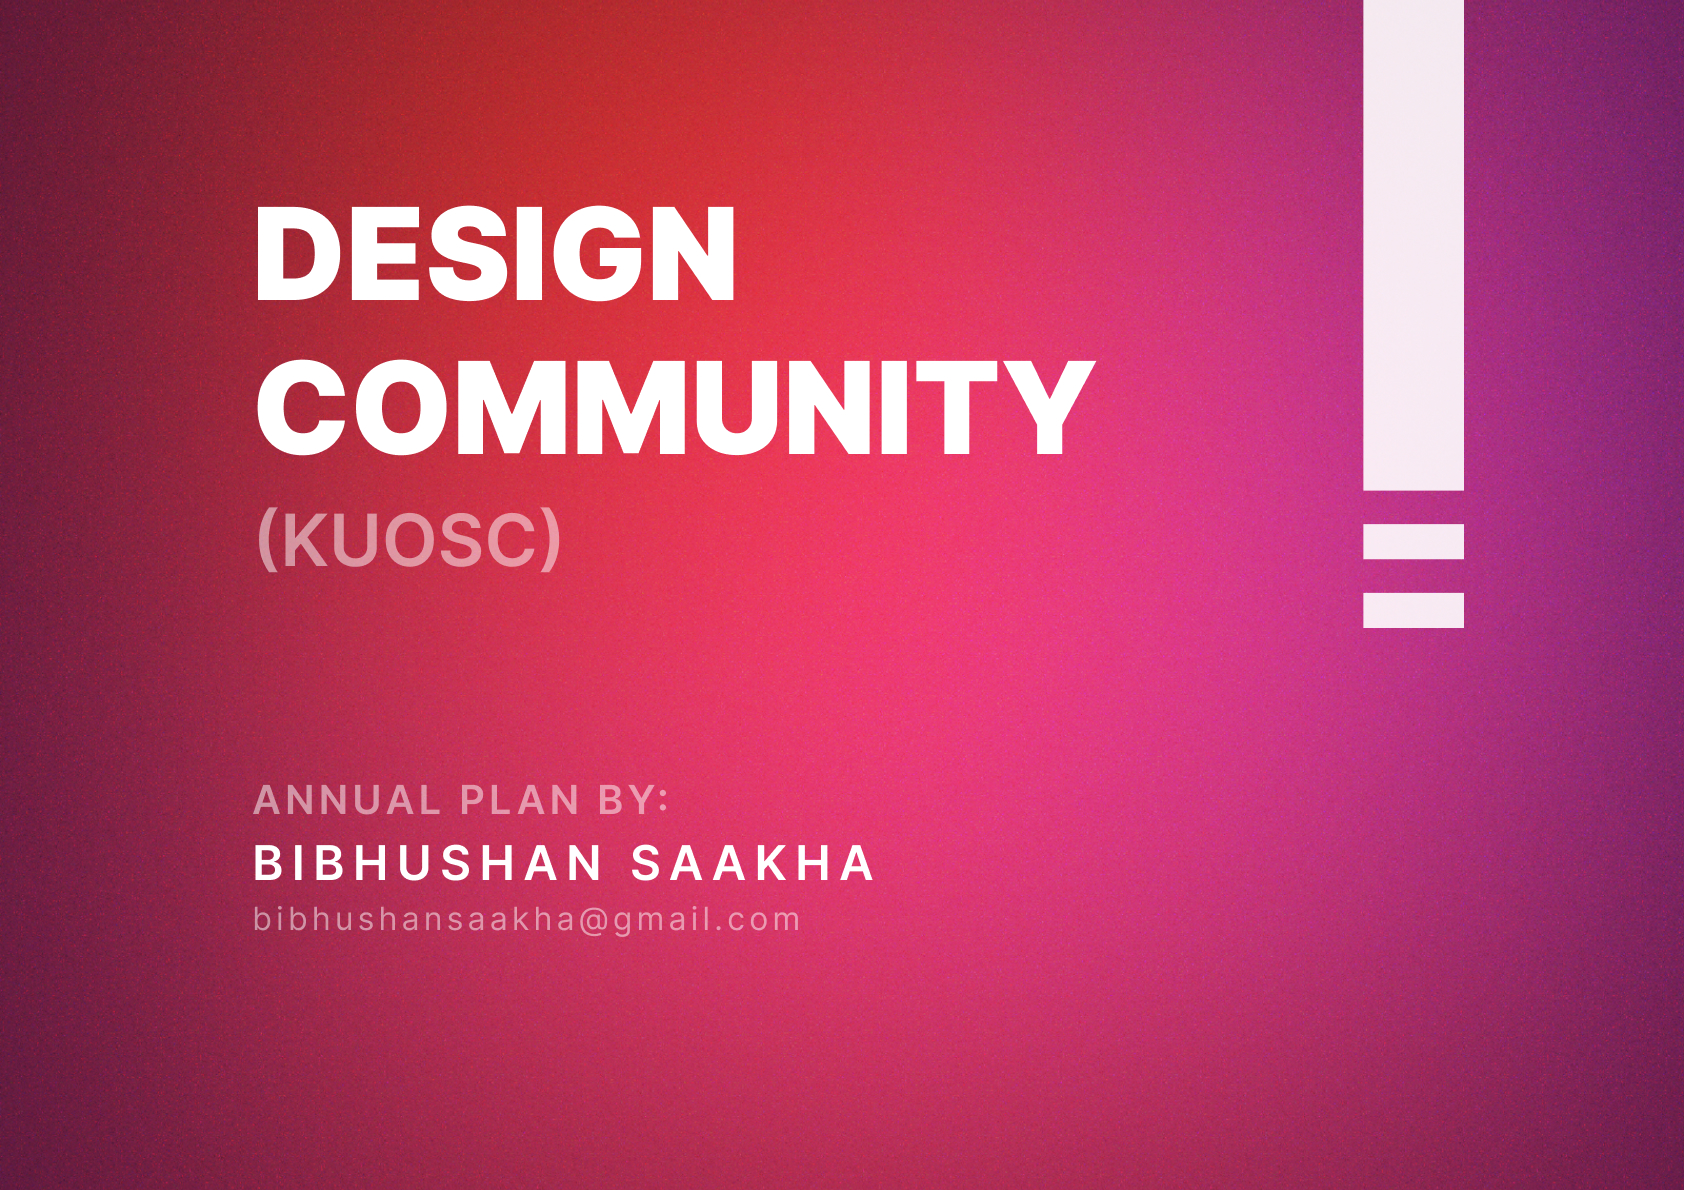 DESIGN
COMMUNITY
(KUOSC)
ANNUAL PLAN BY:
BIBHUSHAN SAAKHA
bibhushansaakha@gmail.com